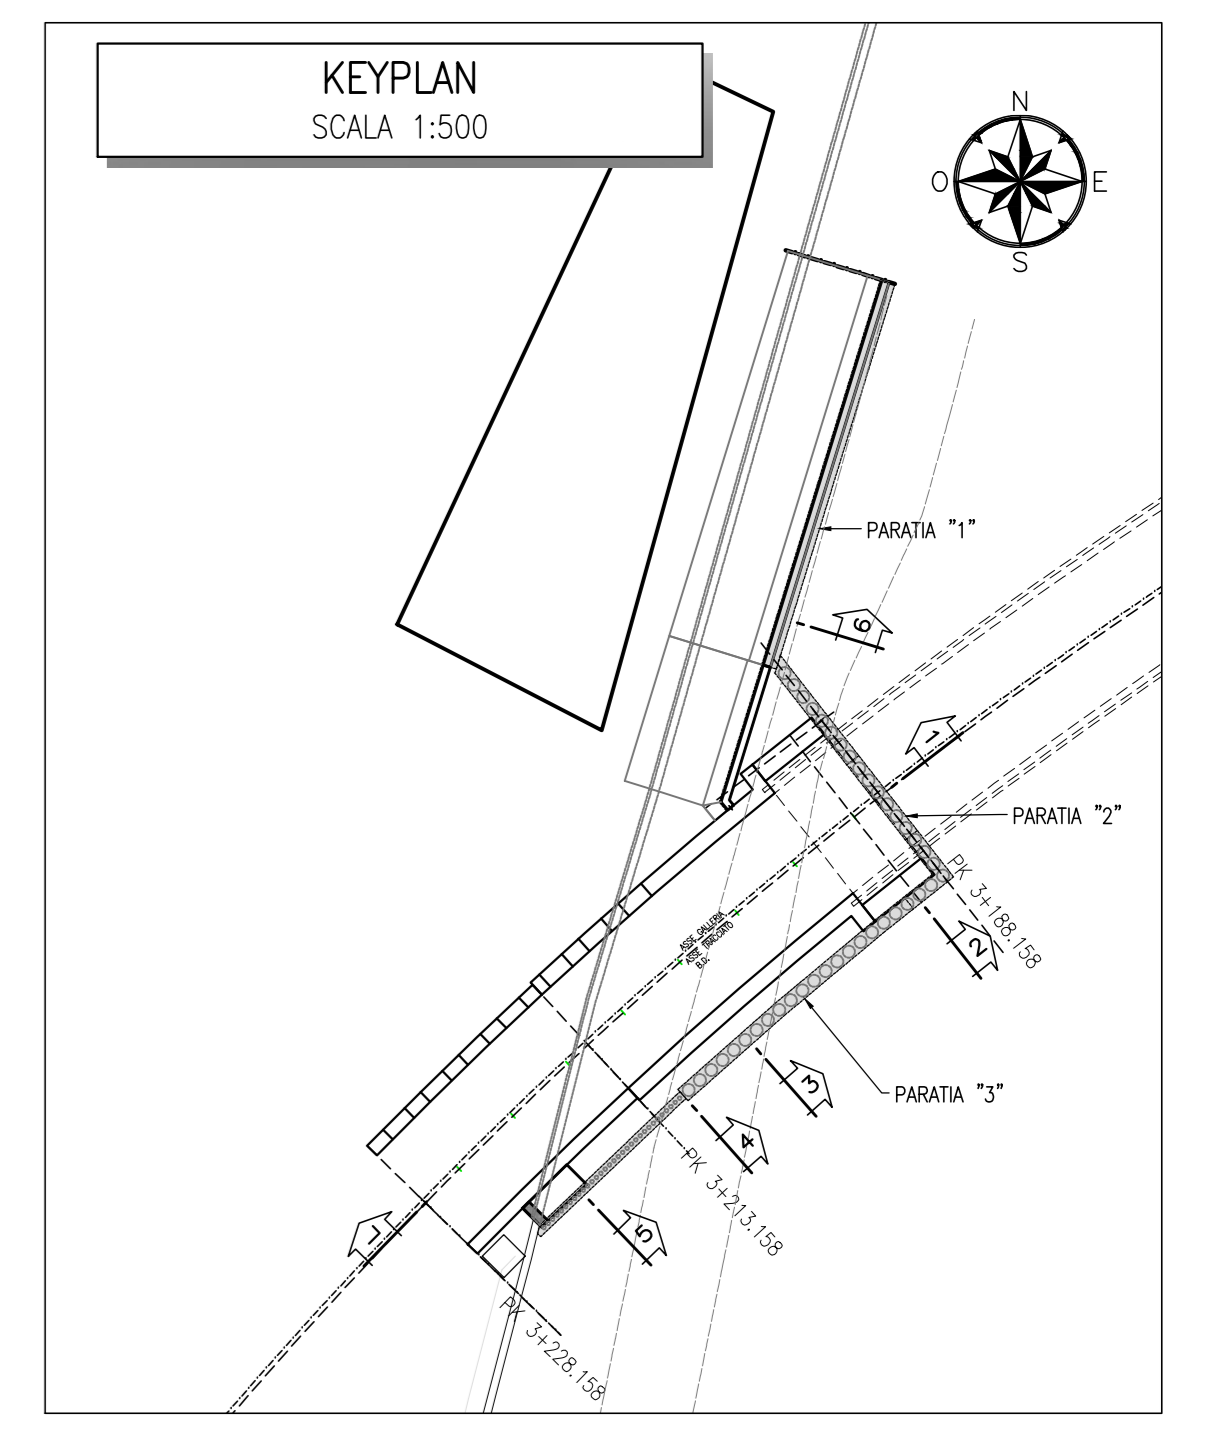 KEYPLAN
SCALA 1:500
N
O
E
S
PARATIA "1"
6
1
PARATIA "2"
PK 3+188.158
2
ASSE GALLERIA
ASSE TRACCIATO
B.D.
3
PARATIA "3"
4
PK 3+213.158
5
1
PK 3+228.158